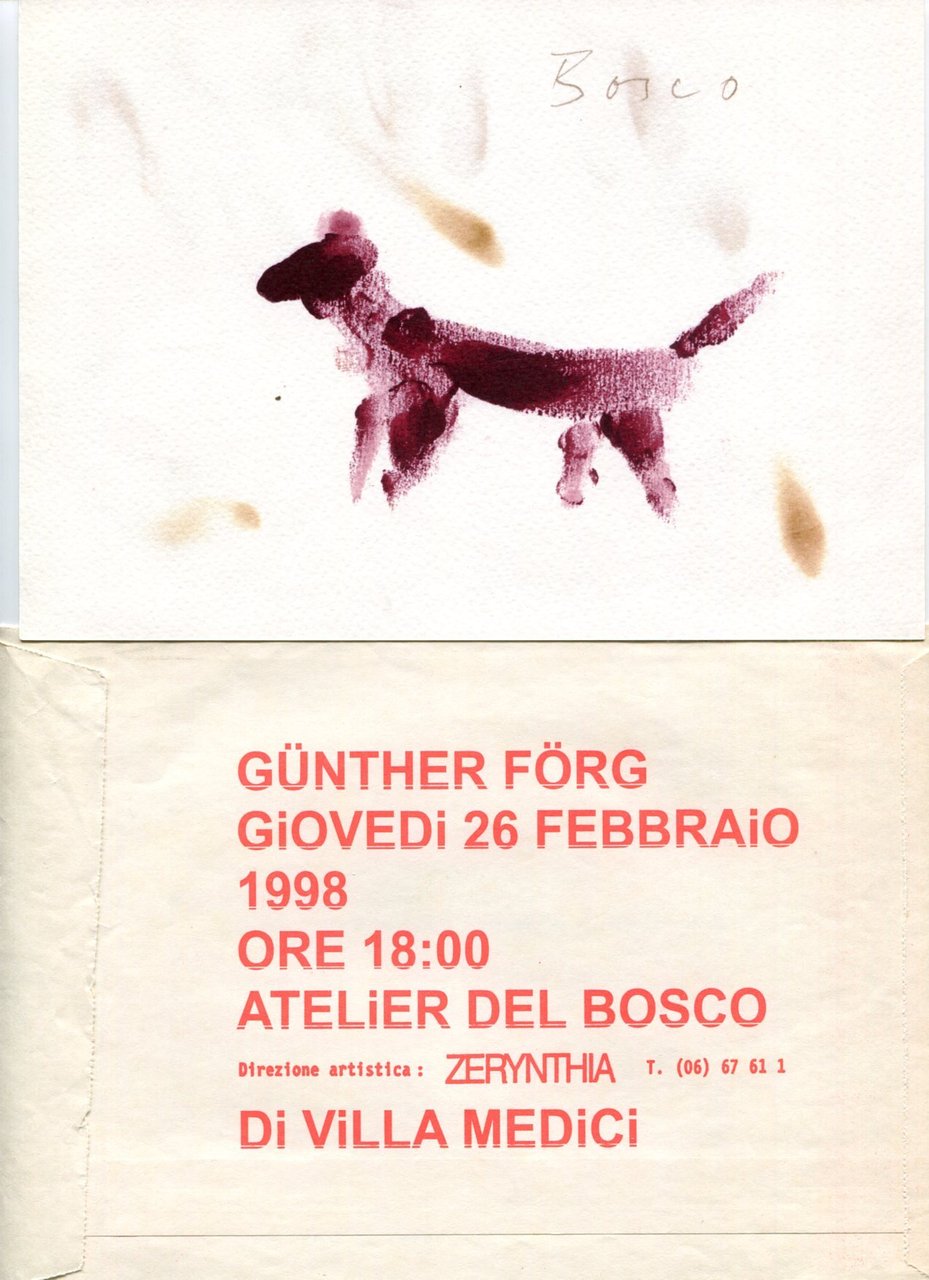 Bosco
GÜNTHER FÖRG
GiOVEDi 26 FEBBRAiO
1998
ORE 18:00
ATELiER DEL BOSCO
Direzione artistica: ZERYNTHIA T. (06) 67 61 1
Di ViLLA MEDiCi